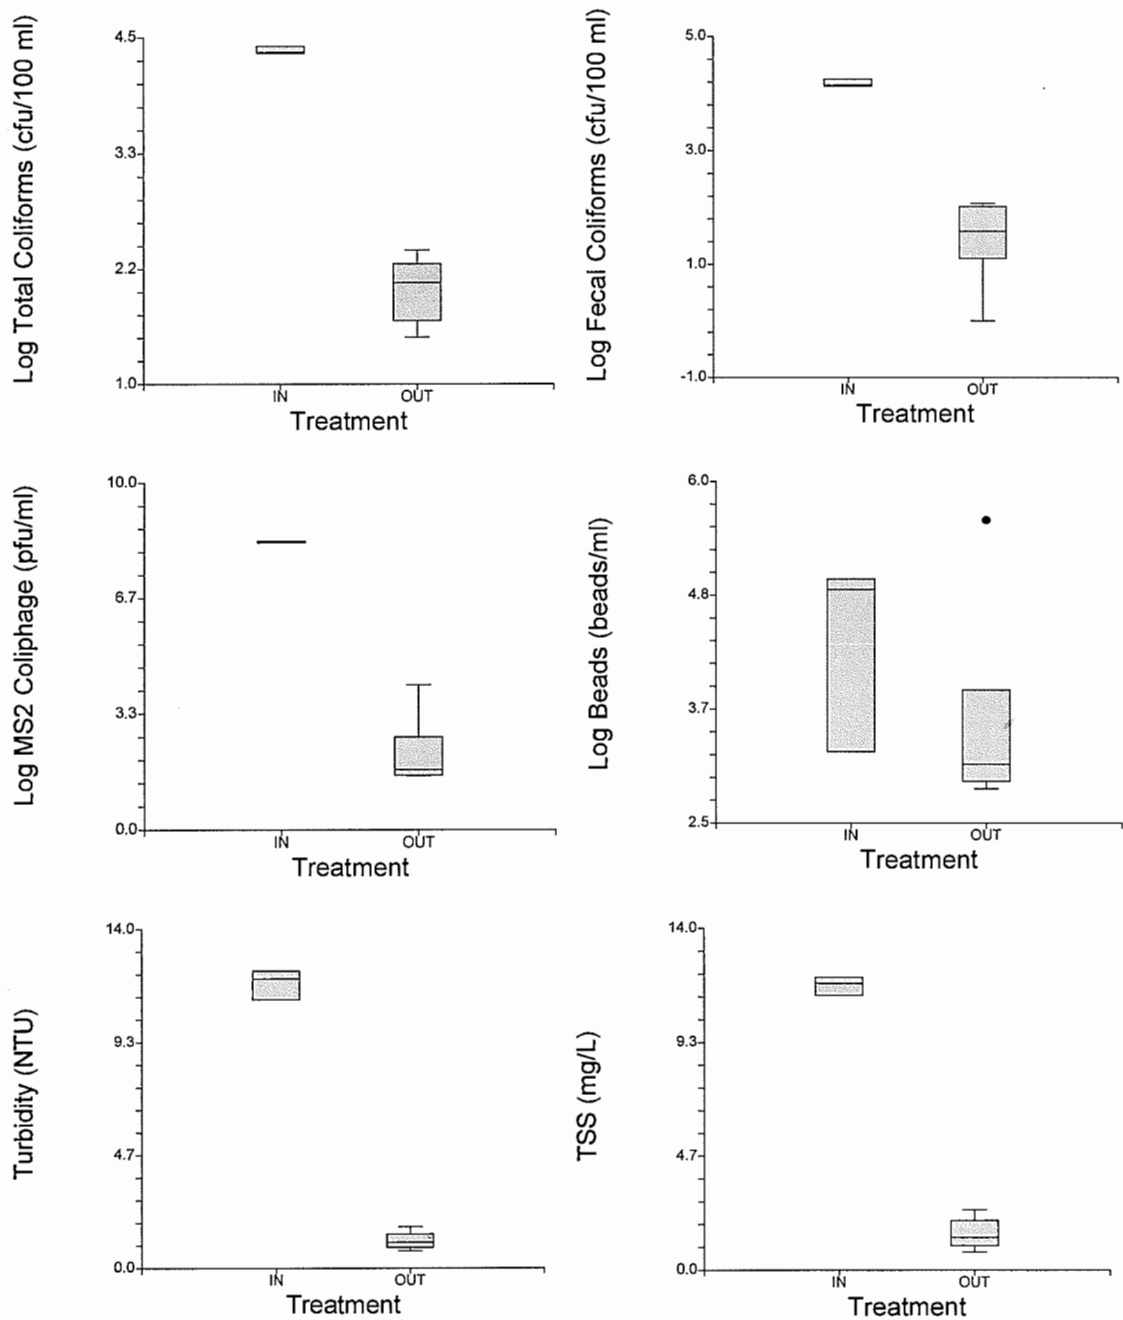 Log Total Coliforms (cfu/100 ml)
4.5
3.3
2.2
1.0
IN
OUT
Treatment
Log Fecal Coliforms (cfu/100 ml)
5.0
3.0
1.0
-1.0
IN
OUT
Treatment
Log MS2 Coliphage (pfu/ml)
10.0
6.7
3.3
0.0
IN
OUT
Treatment
Log Beads (beads/ml)
6.0
4.8
3.7
2.5
IN
OUT
Treatment
Turbidity (NTU)
14.0
9.3
4.7
0.0
IN
OUT
Treatment
TSS (mg/L)
14.0
9.3
4.7
0.0
IN
OUT
Treatment